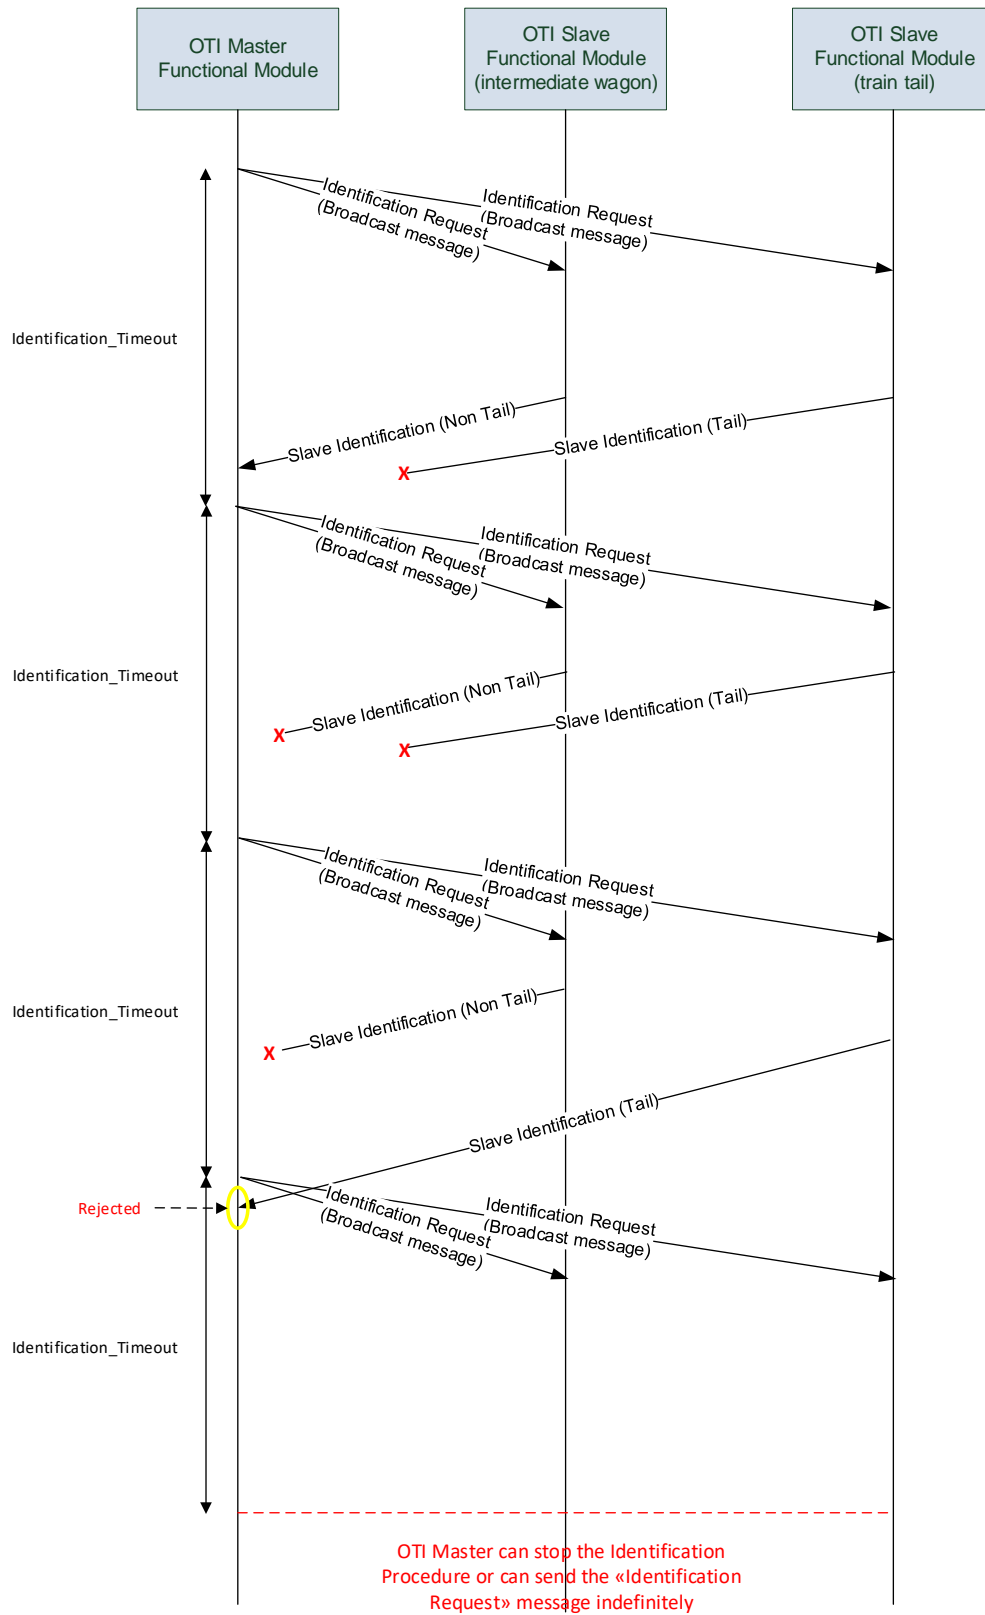 OTI Master
Functional Module
OTI Slave
Functional Module
(intermediate wagon)
OTI Slave
Functional Module
(train tail)
Identification Request
(Broadcast message)
Identification Request
(Broadcast message)
Identification_Timeout
Slave Identification (Non Tail)
Slave Identification (Tail)
X
Identification Request
(Broadcast message)
Identification Request
(Broadcast message)
Identification_Timeout
Slave Identification (Non Tail)
Slave Identification (Tail)
X
X
Identification Request
(Broadcast message)
Identification Request
(Broadcast message)
Identification_Timeout
Slave Identification (Non Tail)
X
Slave Identification (Tail)
Rejected
Identification Request
(Broadcast message)
Identification Request
(Broadcast message)
Identification_Timeout
OTI Master can stop the Identification
Procedure or can send the «Identification
Request» message indefinitely